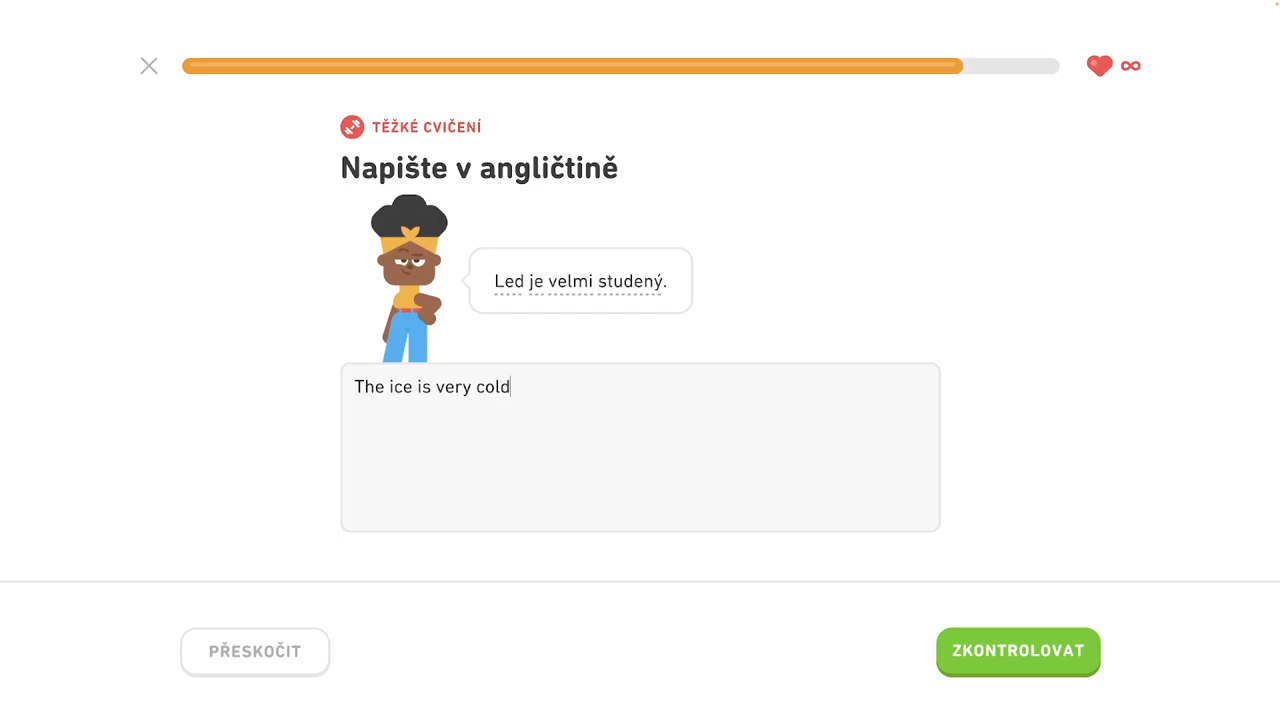 TĚŽKÉ CVIČENÍ
Napište v angličtině
Led je velmi studený.
The ice is very cold
PŘESKOČIT
ZKONTROLOVAT